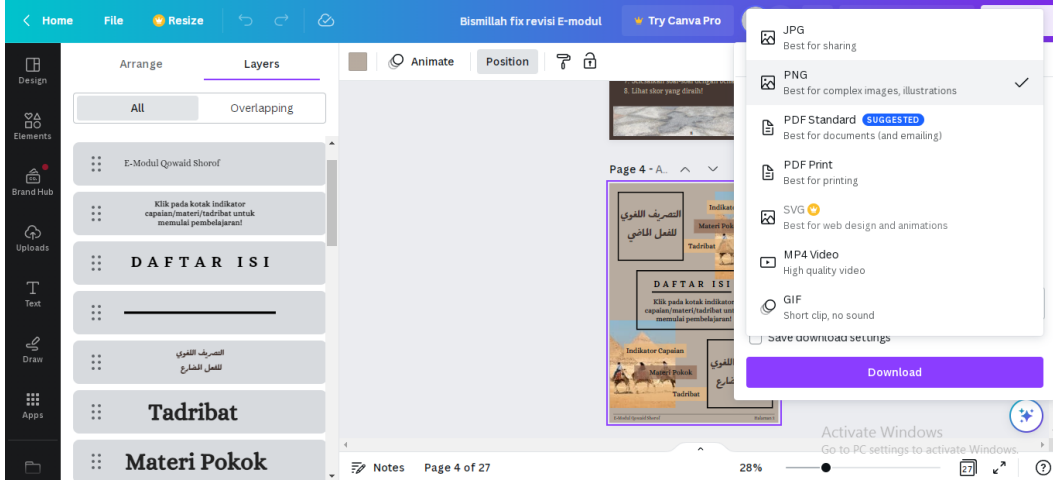 Home File Resize Bismillah fix revisi E-modul Try Canva Pro
Design
Elements
Brand Hub
Uploads
Text
Draw
Apps
Arrange Layers
All Overlapping
E-Modul Qowaid Shorof
Klik pada kotak indikator
capaian/materi/tadribat untuk
memulai pembelajaran!
DAFTAR ISI
التصريف اللغوي
للفعل المضارع
Tadribat
Materi Pokok
Animate Position
8. Lihat skor yang diraih!
Page 4 - A...
التصريف اللغوي
للفعل الماضي
Indikato
Materi Pok
Tadribat
DAFTAR ISI
Klik pada kotak indikator
capaian/materi/tadribat untuk
memulai pembelajaran!
Indikator Capaian
Materi Pokok
Tadribat
E-Modul Qowaid Shorof
JPG
Best for sharing
PNG
Best for complex images, illustrations
PDF Standard SUGGESTED
Best for documents (and emailing)
PDF Print
Best for printing
SVG
Best for web design and animations
MP4 Video
High quality video
GIF
Short clip, no sound
Save download settings
Download
Activate Windows
Go to PC settings to activate Windows.
Notes Page 4 of 27 28% 27